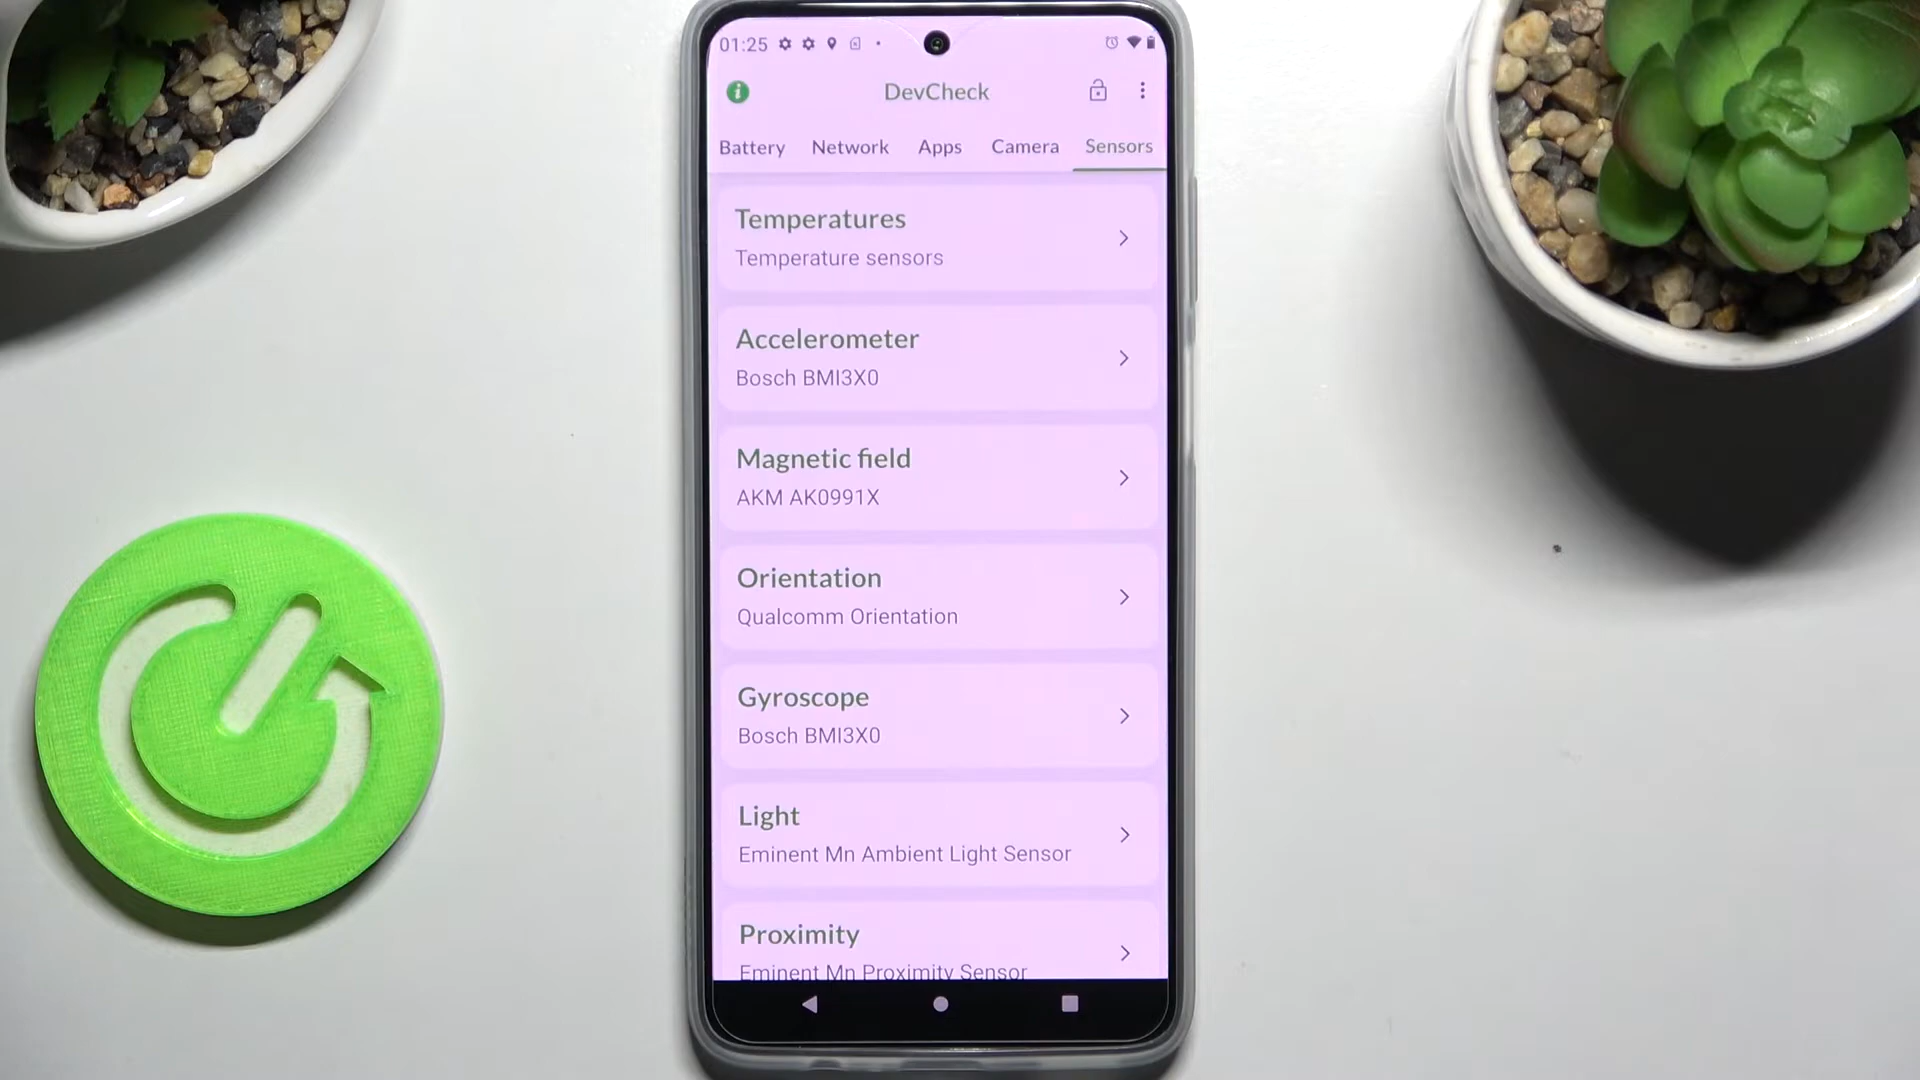 01:25
DevCheck
Battery Network Apps Camera Sensors
Temperatures
Temperature sensors
Accelerometer
Bosch BMI3X0
Magnetic field
AKM AK0991X
Orientation
Qualcomm Orientation
Gyroscope
Bosch BMI3X0
Light
Eminent Mn Ambient Light Sensor
Proximity
Eminent Mn Proximity Sensor